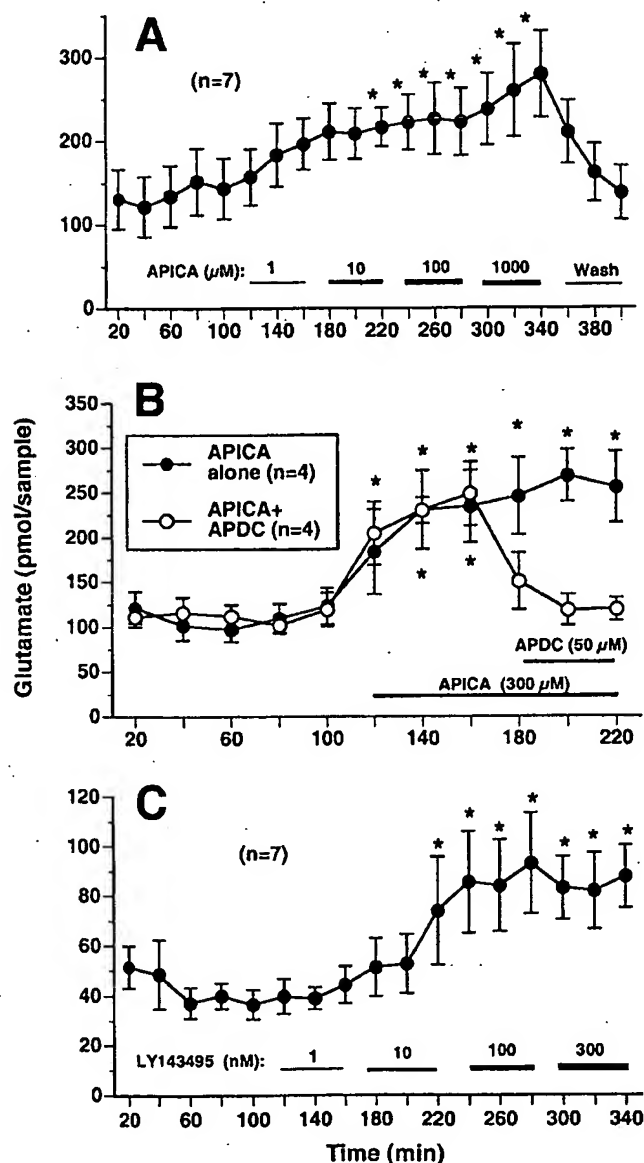 A
(n=7)
* * * * * * *
300
200
100
0
APICA (µM): 1 10 100 1000 Wash
20 60 100 140 180 220 260 300 340 380
Glutamate (pmol/sample)
B
APICA
alone (n=4)
APICA+
APDC (n=4)
* * * * * *
* *
350
300
250
200
150
100
50
0
APDC (50 µM)
APICA (300 µM)
20 60 100 140 180 220
C
(n=7)
* * * * * * *
120
100
80
60
40
20
0
LY143495 (nM): 1 10 100 300
20 60 100 140 180 220 260 300 340
Time (min)